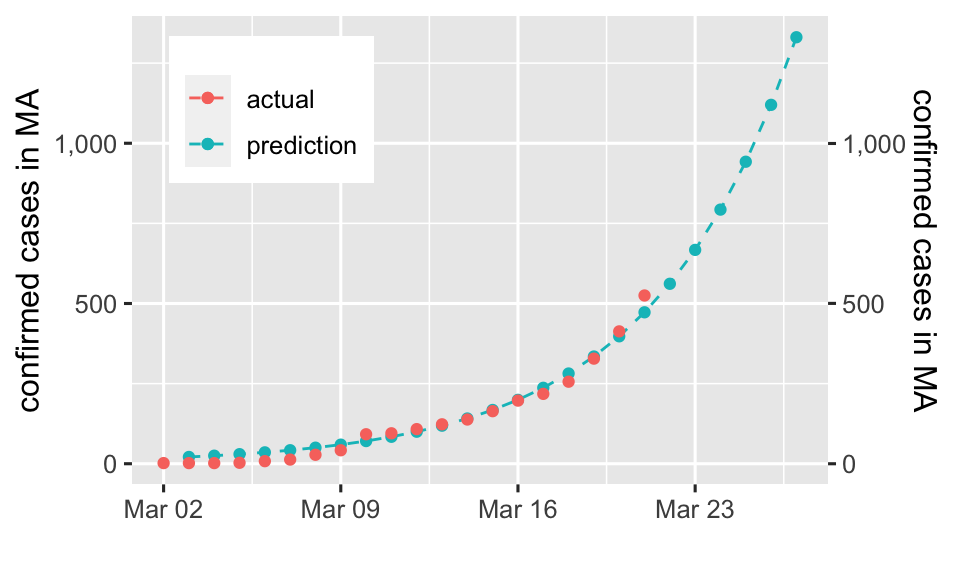 confirmed cases in MA
1,000
500
0
actual
prediction
1,000
500
0
confirmed cases in MA
Mar 02
Mar 09
Mar 16
Mar 23